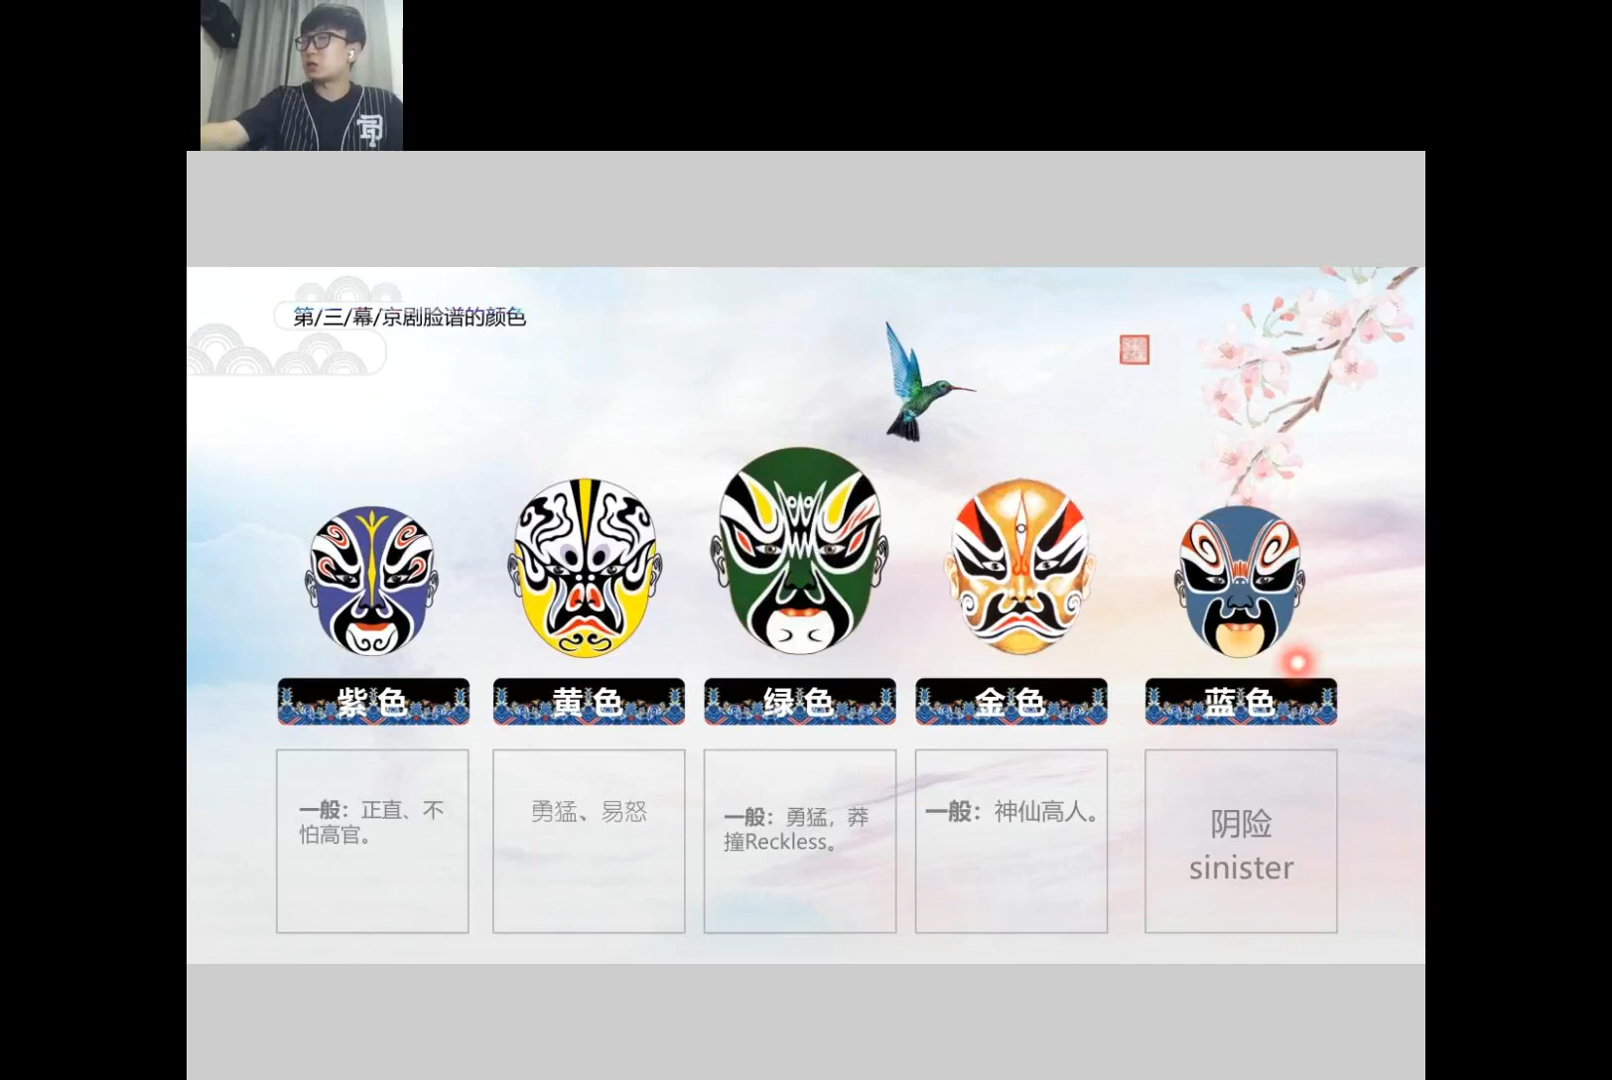 第/三/幕/京剧脸谱的颜色
紫色
黄色
绿色
金色
蓝色
一般：正直、不
怕高官。
勇猛、易怒
一般：勇猛，莽
撞Reckless。
一般：神仙高人。
阴险
sinister